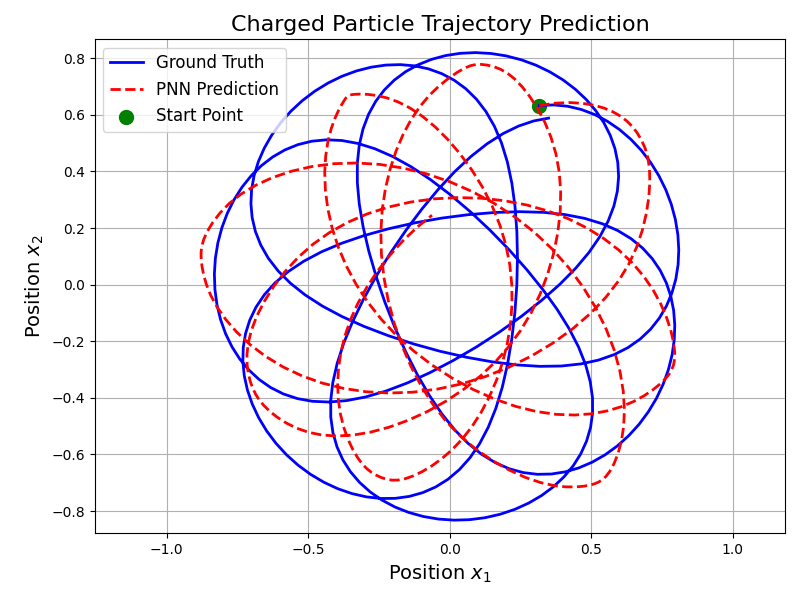 Charged Particle Trajectory Prediction
Ground Truth
PNN Prediction
Start Point
0.8
0.6
0.4
0.2
0.0
−0.2
−0.4
−0.6
−0.8
Position x₂
−1.0 −0.5 0.0 0.5 1.0
Position x₁